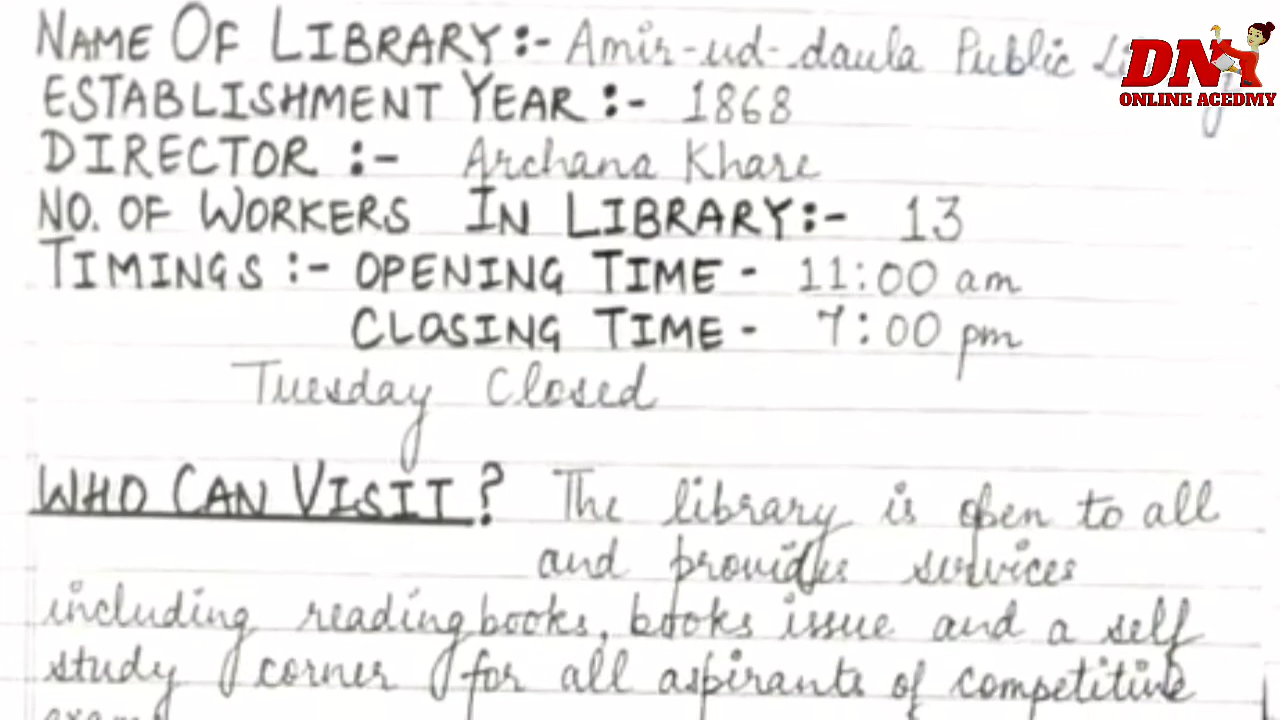 NAME OF LIBRARY :- Amir-ud-daula Public
ESTABLISHMENT YEAR :- 1868
DIRECTOR :- Archana Khare
NO. OF WORKERS IN LIBRARY :- 13
TIMINGS :- OPENING TIME - 11:00 am
CLOSING TIME - 7:00 pm
Tuesday Closed
WHO CAN VISIT? The library is open to all
and provides services
including reading books, books issue and a self
study corner for all aspirants of competitive
DNY
ONLINE ACEDMY